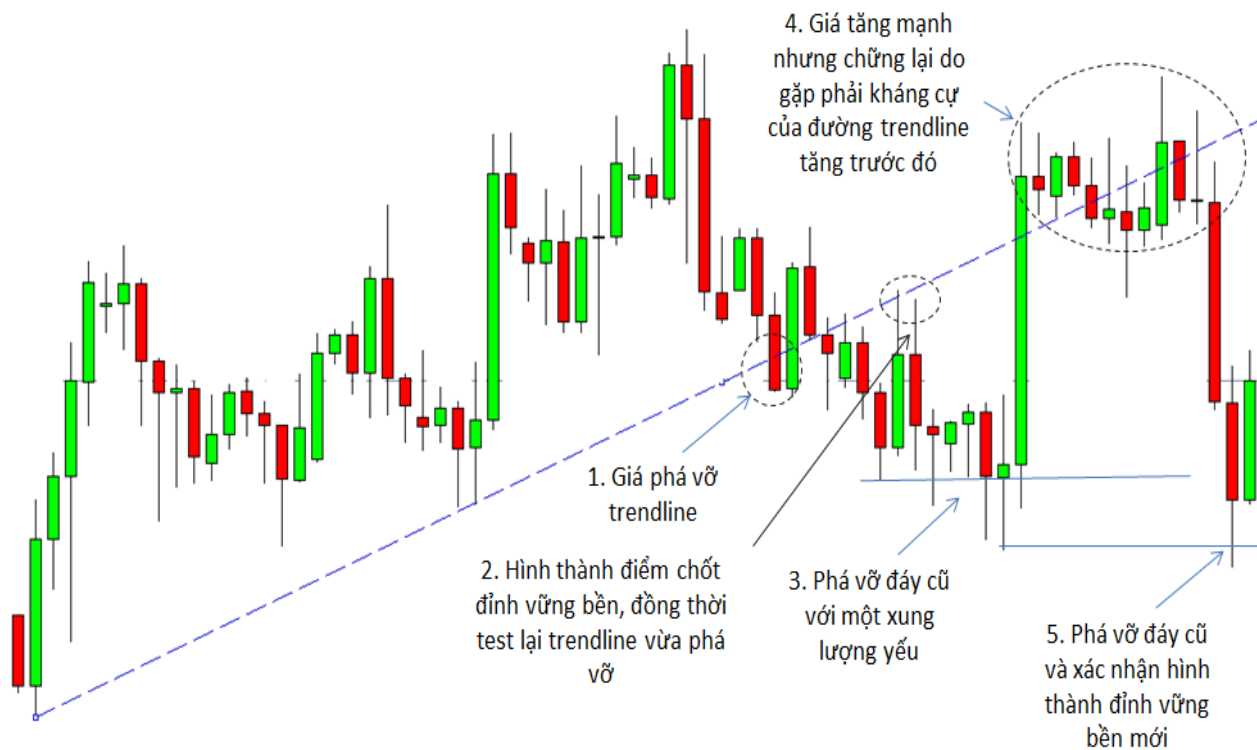 4. Giá tăng mạnh
nhưng chững lại do
gặp phải kháng cự
của đường trendline
tăng trước đó
1. Giá phá vỡ
trendline
2. Hình thành điểm chốt
đỉnh vững bền, đồng thời
test lại trendline vừa phá
vỡ
3. Phá vỡ đáy cũ
với một xung
lượng yếu
5. Phá vỡ đáy cũ
và xác nhận hình
thành đỉnh vững
bền mới